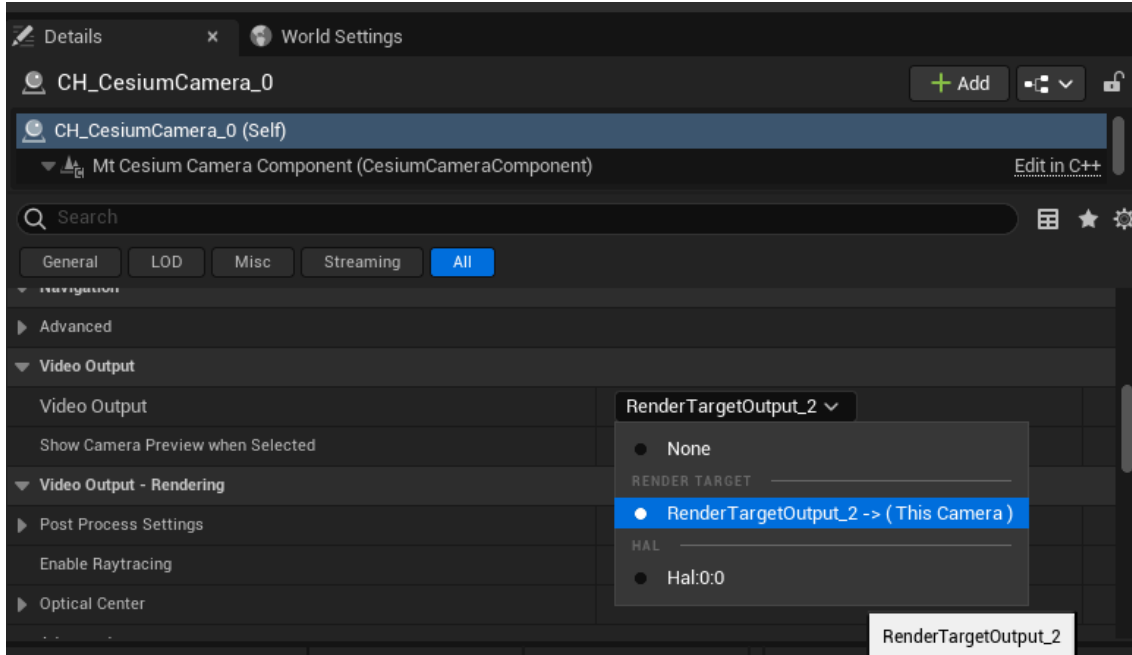 Details
World Settings
CH_CesiumCamera_0
Add
CH_CesiumCamera_0 (Self)
Mt Cesium Camera Component (CesiumCameraComponent)
Edit in C++
Search
General
LOD
Misc
Streaming
All
Navigation
Advanced
Video Output
Video Output
RenderTargetOutput_2
Show Camera Preview when Selected
None
Video Output - Rendering
RENDER TARGET
Post Process Settings
RenderTargetOutput_2 -> ( This Camera )
HAL
Enable Raytracing
Hal:0:0
Optical Center
RenderTargetOutput_2